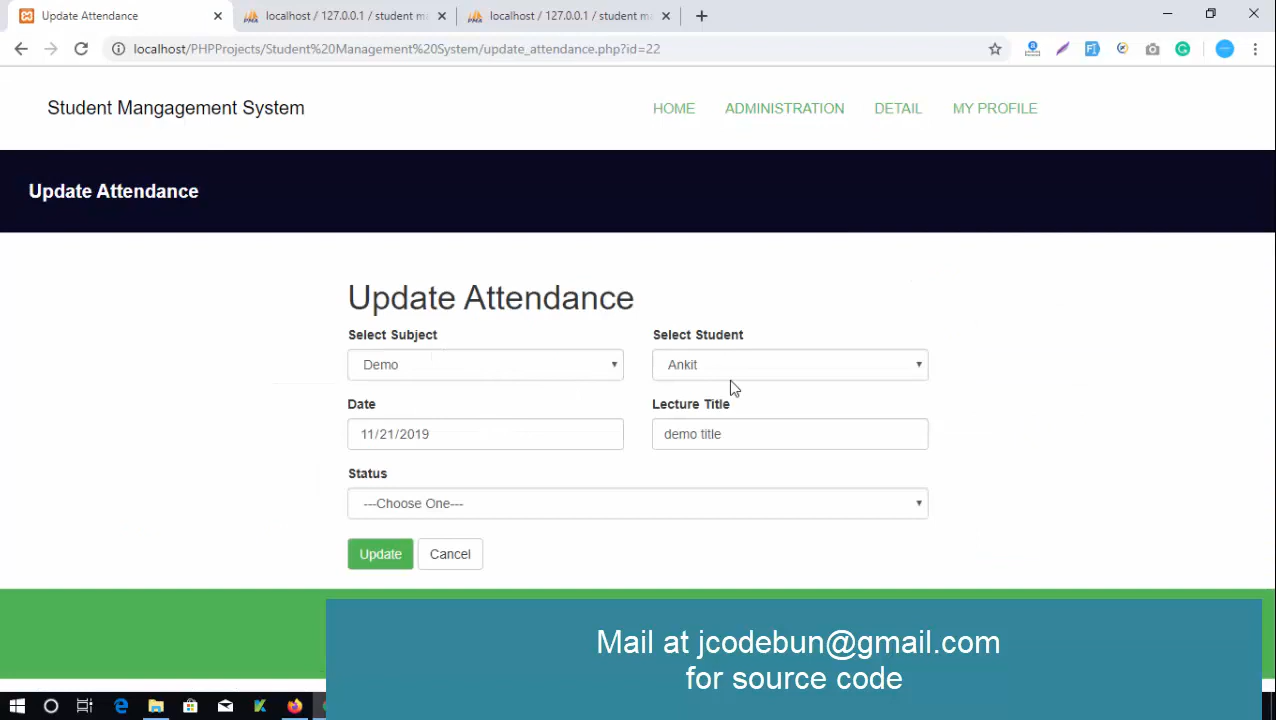 Update Attendance
localhost / 127.0.0.1 / student m
localhost / 127.0.0.1 / student m
localhost/PHPProjects/Student%20Management%20System/update_attendance.php?id=22
Student Mangagement System
HOME ADMINISTRATION DETAIL MY PROFILE
Update Attendance
Update Attendance
Select Subject Select Student
Demo Ankit
Date Lecture Title
11/21/2019 demo title
Status
---Choose One---
Update Cancel
Mail at jcodebun@gmail.com
for source code